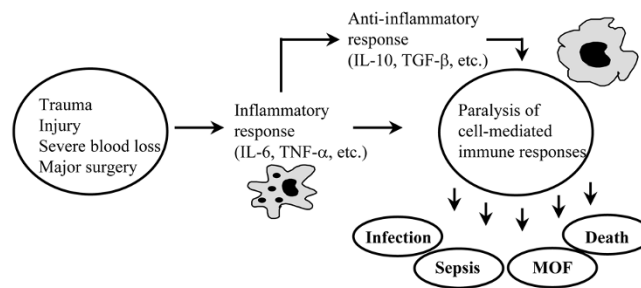 Trauma
Injury
Severe blood loss
Major surgery
Inflammatory
response
(IL-6, TNF-α, etc.)
Anti-inflammatory
response
(IL-10, TGF-β, etc.)
Paralysis of
cell-mediated
immune responses
Infection
Sepsis
MOF
Death